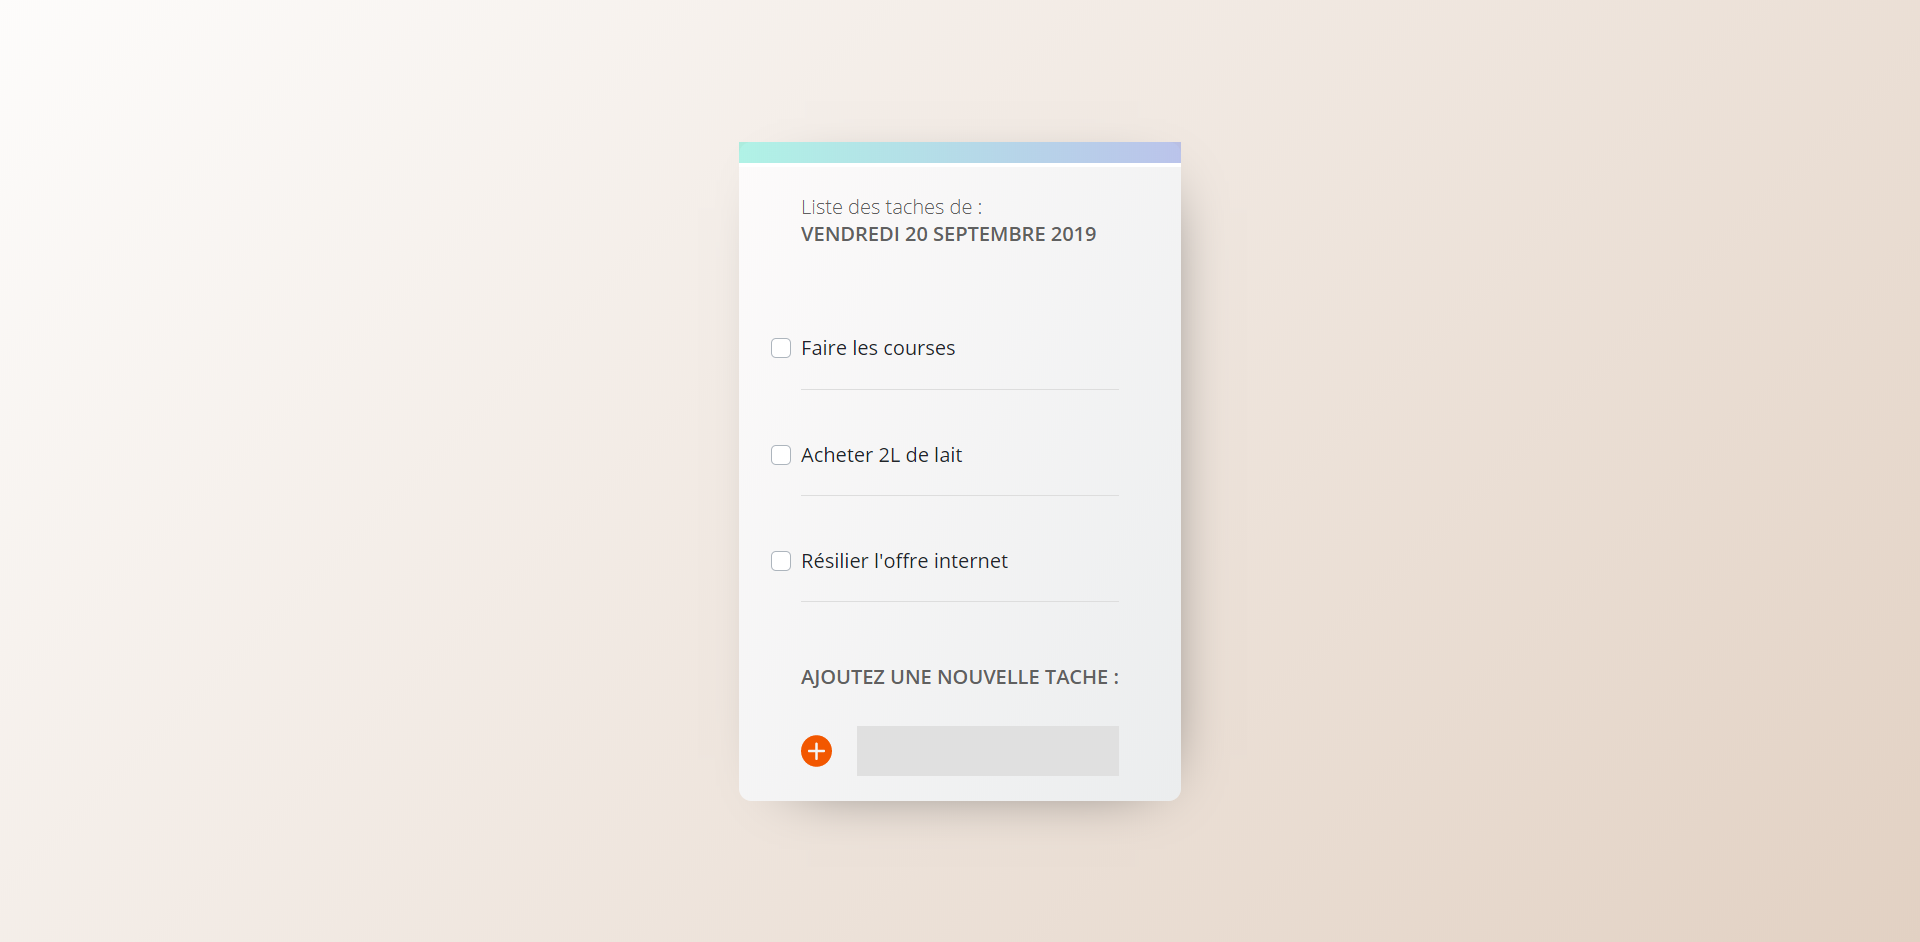 Liste des taches de :
VENDREDI 20 SEPTEMBRE 2019
Faire les courses
Acheter 2L de lait
Résilier l'offre internet
AJOUTEZ UNE NOUVELLE TACHE :